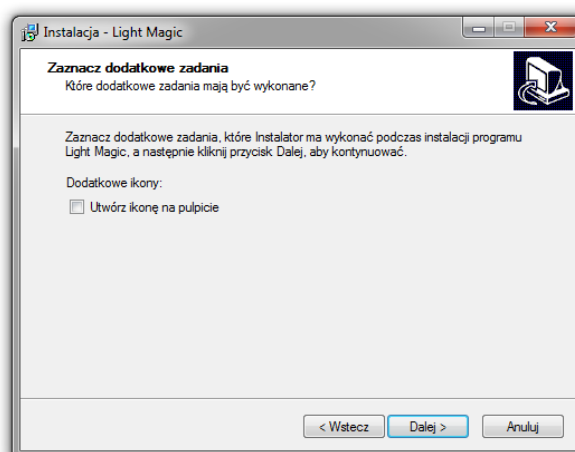 Instalacja - Light Magic
Zaznacz dodatkowe zadania
Które dodatkowe zadania mają być wykonane?
Zaznacz dodatkowe zadania, które Instalator ma wykonać podczas instalacji programu
Light Magic, a następnie kliknij przycisk Dalej, aby kontynuować.
Dodatkowe ikony:
Utwórz ikonę na pulpicie
< Wstecz
Dalej >
Anuluj